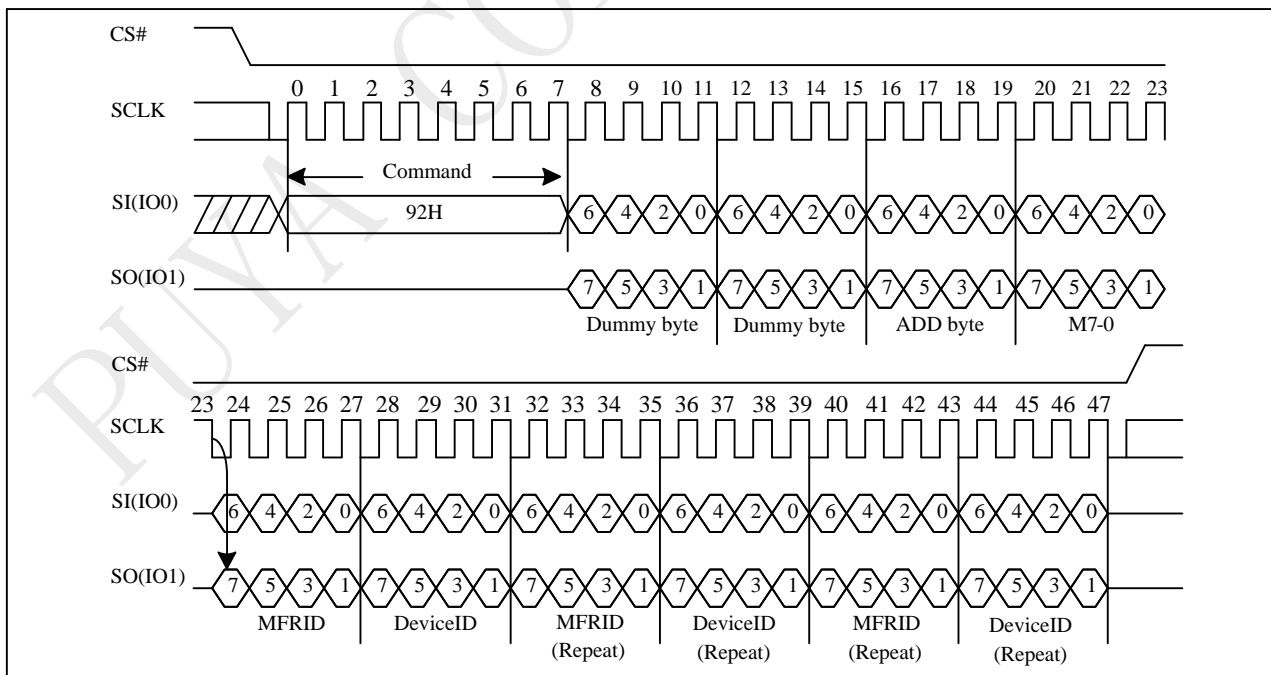 CS#
0 1 2 3 4 5 6 7 8 9 10 11 12 13 14 15 16 17 18 19 20 21 22 23
SCLK
Command
SI(IO0)
92H
6 4 2 0 6 4 2 0 6 4 2 0 6 4 2 0
SO(IO1)
7 5 3 1 7 5 3 1 7 5 3 1 7 5 3 1
Dummy byte Dummy byte ADD byte M7-0
CS#
23 24 25 26 27 28 29 30 31 32 33 34 35 36 37 38 39 40 41 42 43 44 45 46 47
SCLK
SI(IO0)
6 4 2 0 6 4 2 0 6 4 2 0 6 4 2 0 6 4 2 0 6 4 2 0
SO(IO1)
7 5 3 1 7 5 3 1 7 5 3 1 7 5 3 1 7 5 3 1 7 5 3 1
MFRID DeviceID MFRID DeviceID MFRID DeviceID
(Repeat) (Repeat) (Repeat) (Repeat)
PUYA